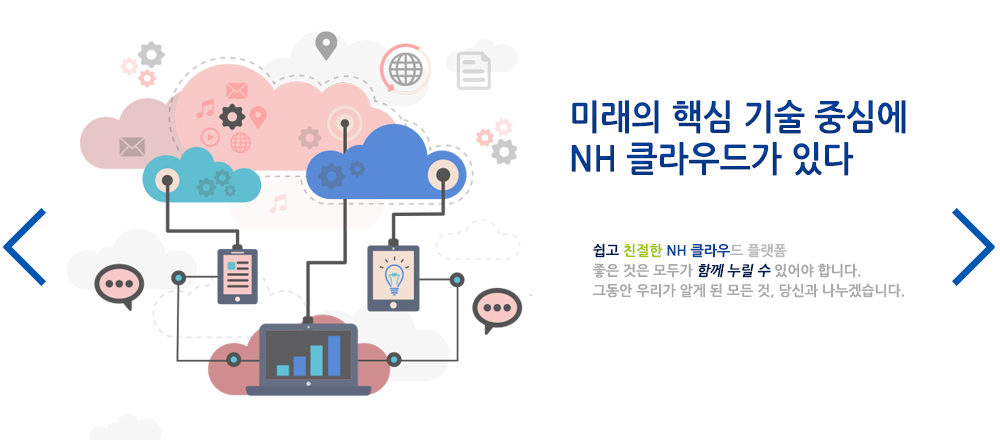 미래의 핵심 기술 중심에
NH 클라우드가 있다
쉽고 친절한 NH 클라우드 플랫폼
좋은 것은 모두가 함께 누릴 수 있어야 합니다.
그동안 우리가 알게 된 모든 것, 당신과 나누겠습니다.